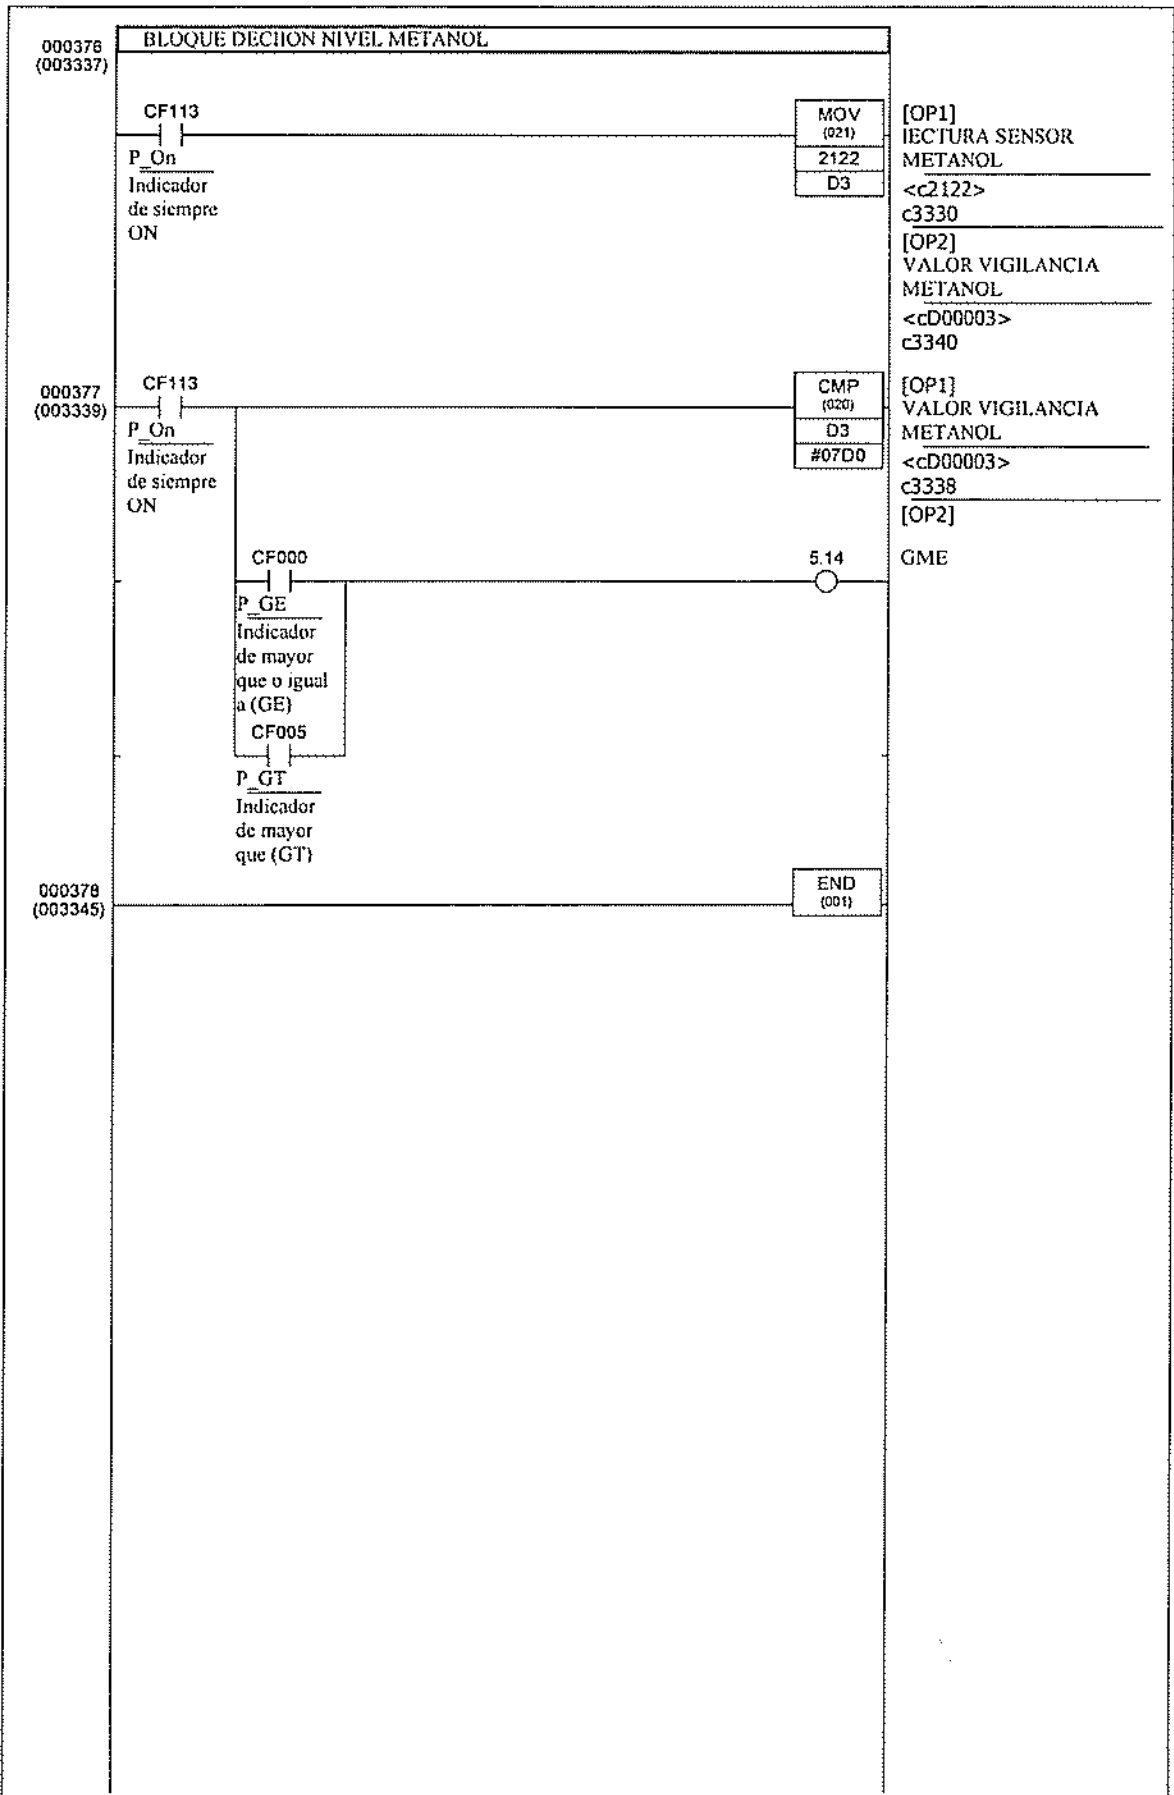 000376
(003337)
BLOQUE DECIION NIVEL METANOL
CF113
P_On
Indicador
de siempre
ON
MOV
(021)
2122
D3
[OP1]
lECTURA SENSOR
METANOL
<c2122>
c3330
[OP2]
VALOR VIGILANCIA
METANOL
<cD00003>
c3340
000377
(003339)
CF113
P_On
Indicador
de siempre
ON
CMP
(020)
D3
#07D0
[OP1]
VALOR VIGILANCIA
METANOL
<cD00003>
c3338
[OP2]
CF000
P_GE
Indicador
de mayor
que o igual
a (GE)
5.14
GME
CF005
P_GT
Indicador
de mayor
que (GT)
000378
(003345)
END
(001)